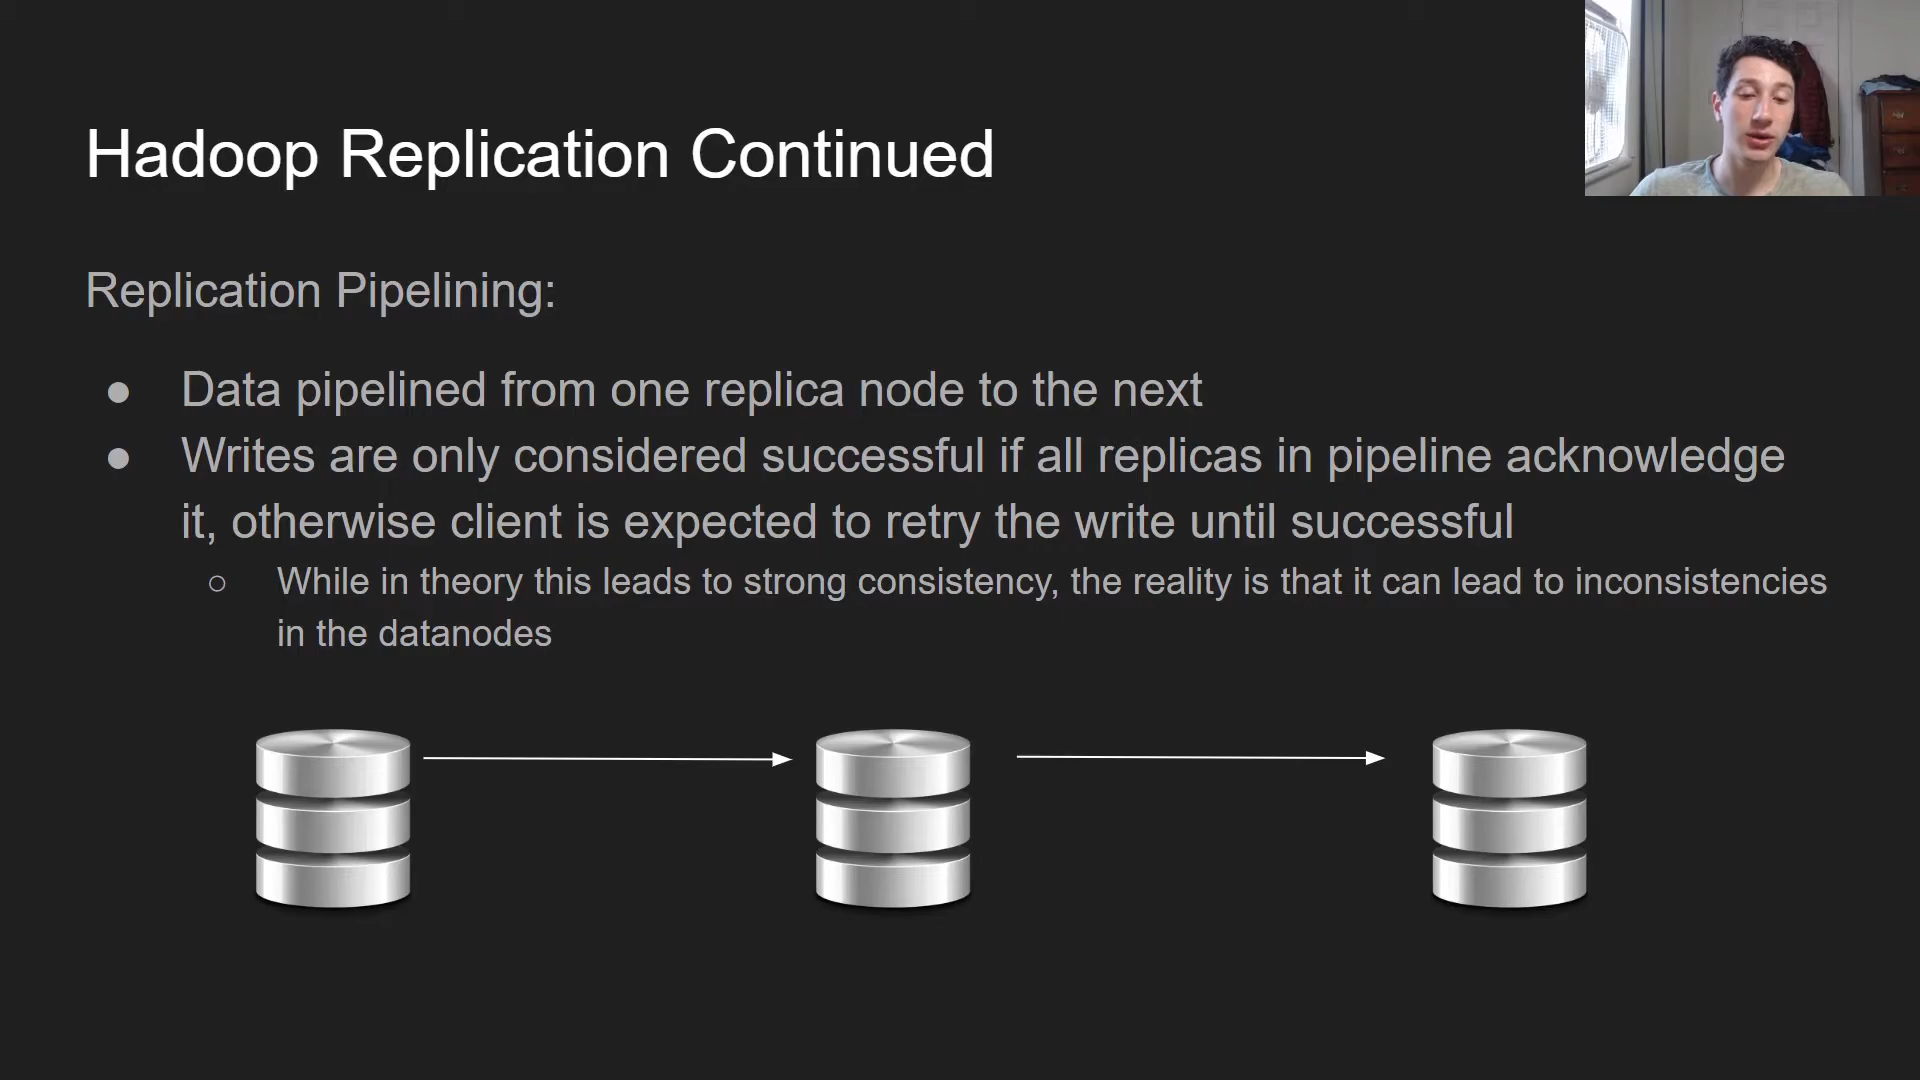 Hadoop Replication Continued
Replication Pipelining:
● Data pipelined from one replica node to the next
● Writes are only considered successful if all replicas in pipeline acknowledge
it, otherwise client is expected to retry the write until successful
○ While in theory this leads to strong consistency, the reality is that it can lead to inconsistencies
in the datanodes